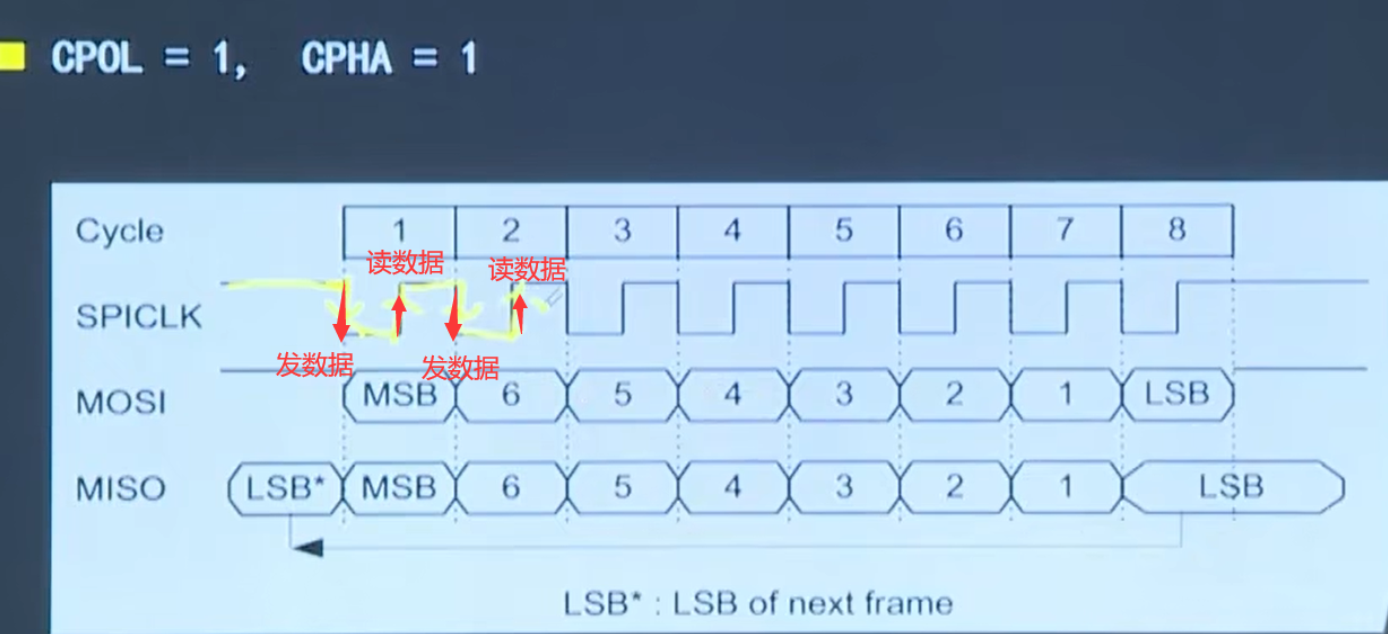 CPOL = 1, CPHA = 1
Cycle 1 2 3 4 5 6 7 8
读数据 读数据
SPICLK
发数据 发数据
MOSI MSB 6 5 4 3 2 1 LSB
MISO LSB* MSB 6 5 4 3 2 1 LSB
LSB* : LSB of next frame